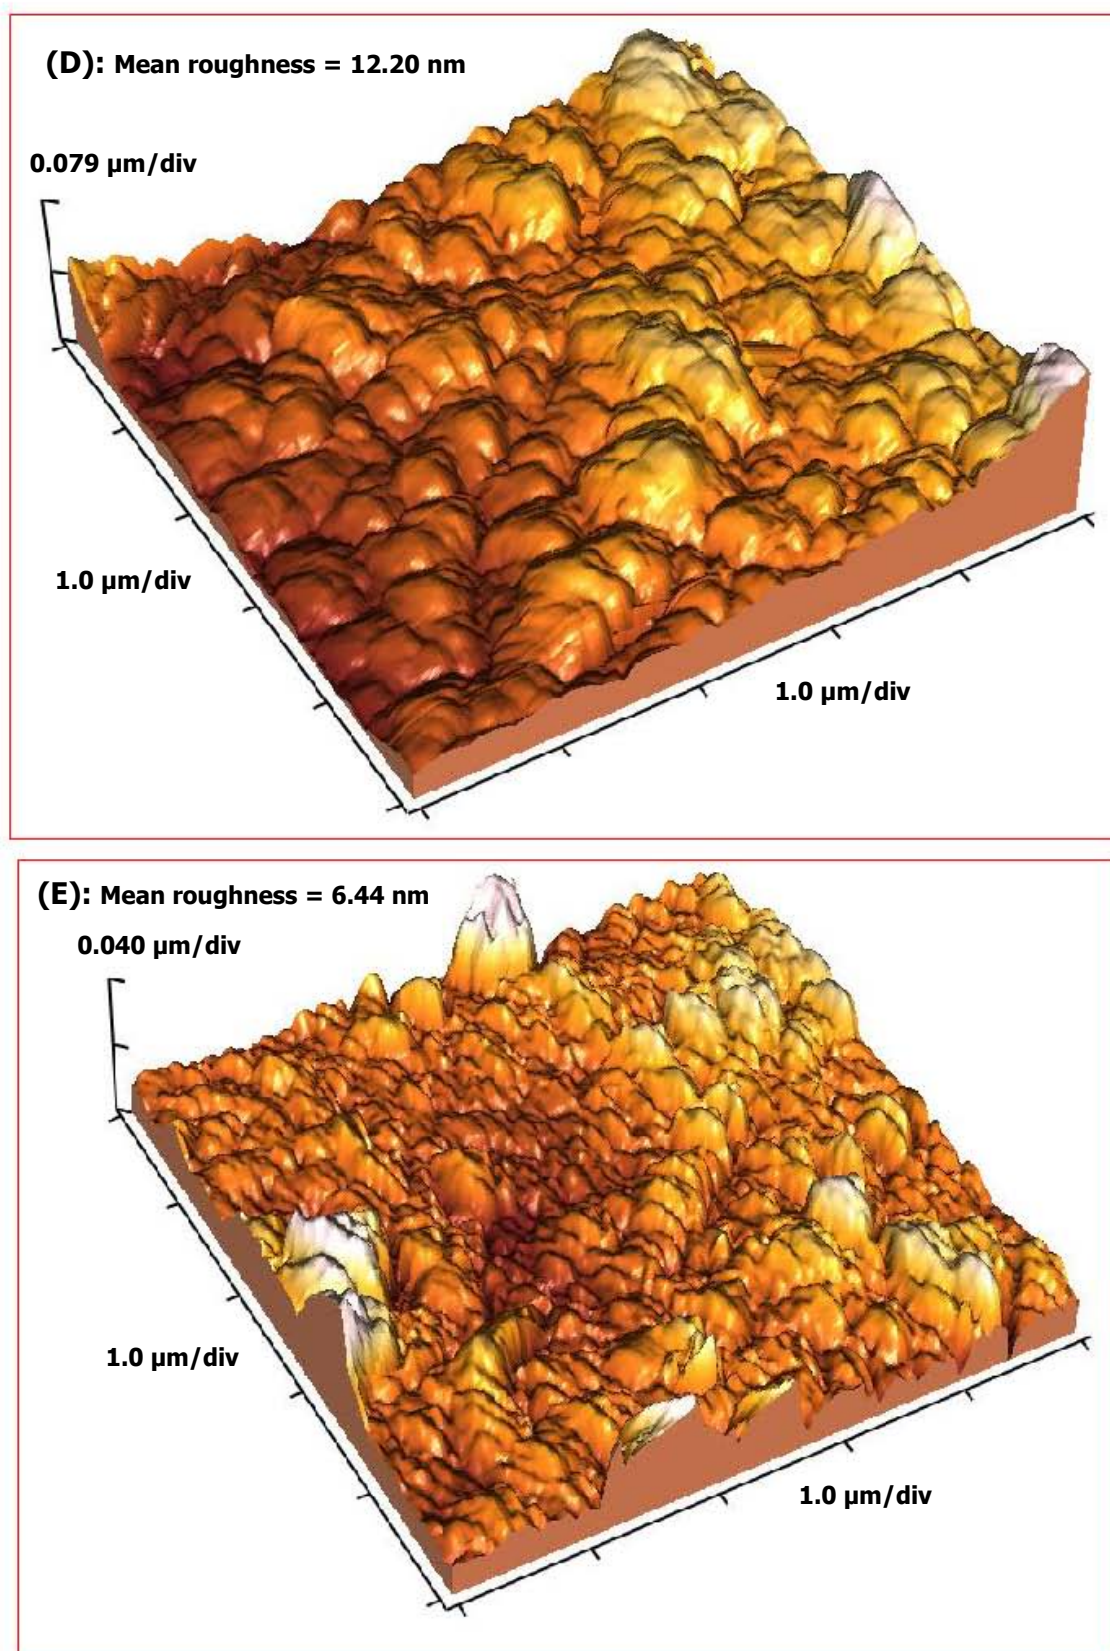 (D): Mean roughness = 12.20 nm
0.079 µm/div
1.0 µm/div
1.0 µm/div
(E): Mean roughness = 6.44 nm
0.040 µm/div
1.0 µm/div
1.0 µm/div